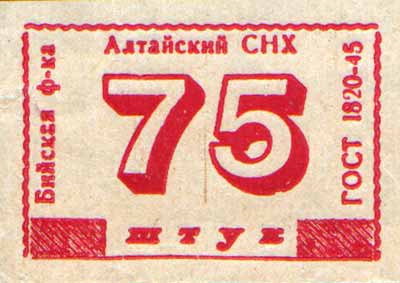 Алтайский СНХ
Бийская ф-ка
75
ГОСТ 1820-45
штук